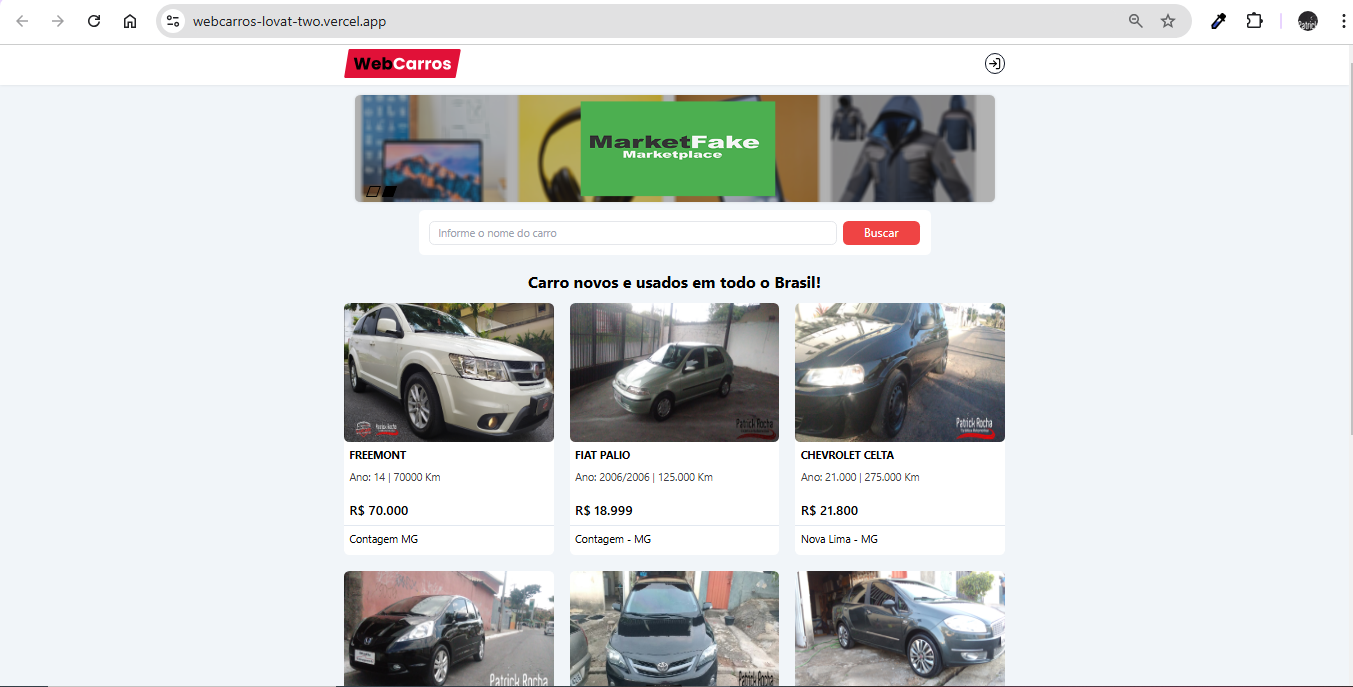 webcarros-lovat-two.vercel.app
WebCarros
MarketFake
Marketplace
Informe o nome do carro
Buscar
Carro novos e usados em todo o Brasil!
Patrick Rocha
Patrick Rocha
Patrick Rocha
FREEMONT
FIAT PALIO
CHEVROLET CELTA
Ano: 14 | 70000 Km
Ano: 2006/2006 | 125.000 Km
Ano: 21.000 | 275.000 Km
R$ 70.000
R$ 18.999
R$ 21.800
Contagem MG
Contagem - MG
Nova Lima - MG
Patrick Rocha
Patrick Rocha